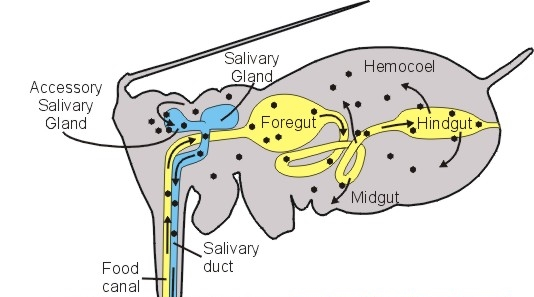 Salivary
Gland
Hemocoel
Accessory
Salivary
Gland
Foregut
Hindgut
Midgut
Salivary
duct
Food
canal